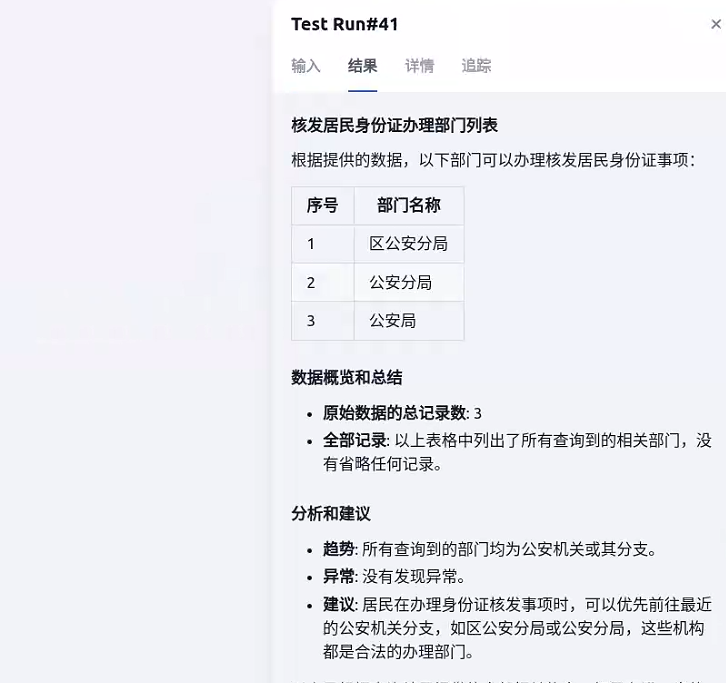 Test Run#41
×
输入 结果 详情 追踪
核发居民身份证办理部门列表
根据提供的数据，以下部门可以办理核发居民身份证事项：
序号 部门名称
1 区公安分局
2 公安分局
3 公安局
数据概览和总结
• 原始数据的总记录数: 3
• 全部记录: 以上表格中列出了所有查询到的相关部门，没
有省略任何记录。
分析和建议
• 趋势: 所有查询到的部门均为公安机关或其分支。
• 异常: 没有发现异常。
• 建议: 居民在办理身份证核发事项时，可以优先前往最近
的公安机关分支，如区公安分局或公安分局，这些机构
都是合法的办理部门。